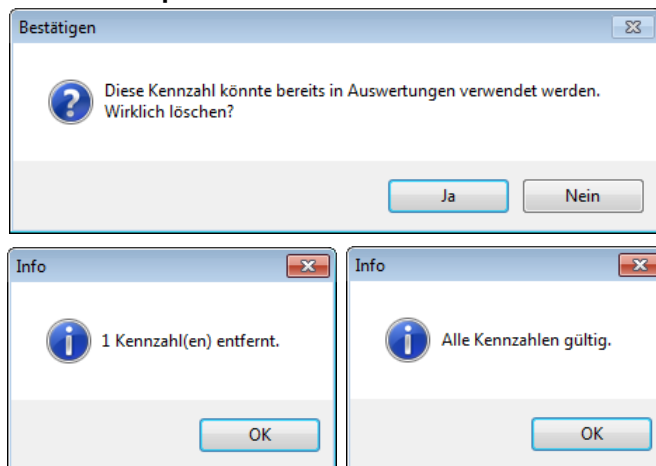 Bestätigen
Diese Kennzahl könnte bereits in Auswertungen verwendet werden.
Wirklich löschen?
Ja
Nein
Info
1 Kennzahl(en) entfernt.
OK
Info
Alle Kennzahlen gültig.
OK